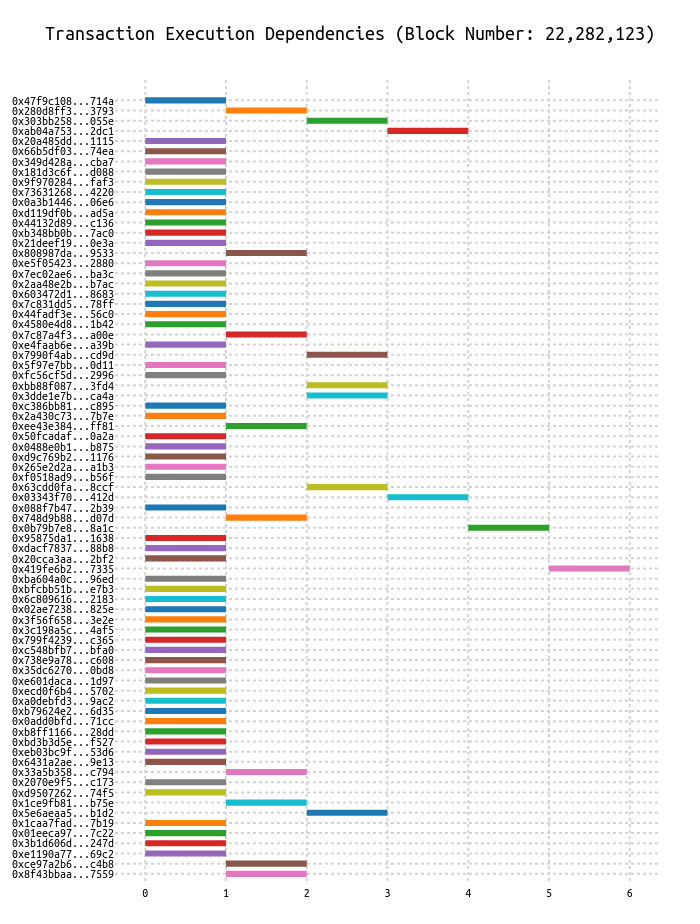 Transaction Execution Dependencies (Block Number: 22,282,123)
0x47f9c108...714a
0x280d8ff3...3793
0x303bb258...055e
0xab04a753...2dc1
0x20a485dd...1115
0x66b5df03...74ea
0x349d428a...cba7
0x181d3c6f...d088
0x9f970284...faf3
0x73631268...4220
0x0a3b1446...06e6
0xd119df0b...ad5a
0x44132d89...c136
0xb348bb0b...7ac0
0x21deef19...0e3a
0x808987da...9533
0xe5f05423...2880
0x7ec02ae6...ba3c
0x2aa48e2b...b7ac
0x603472d1...8683
0x7c831dd5...78ff
0x44fadf3e...56c0
0x4580e4d8...1b42
0x7c87a4f3...a00e
0xe4faab6e...a39b
0x7990f4ab...cd9d
0x5f97e7bb...0d11
0xfc56cf5d...2996
0xbb88f087...3fd4
0x3dde1e7b...ca4a
0xc386bb81...c895
0x2a430c73...7b7e
0xee43e384...ff81
0x50fcadaf...0a2a
0x0488e0b1...b875
0xd9c769b2...1176
0x265e2d2a...a1b3
0xf0518ad9...b56f
0x63cdd0fa...8ccf
0x03343f70...412d
0x088f7b47...2b39
0x748d9b88...d07d
0x0b79b7e8...8a1c
0x95875da1...1638
0xdacf7837...88b8
0x20cca3aa...2bf2
0x419fe6b2...7335
0xba604a0c...96ed
0xbfcbb51b...e7b3
0x6c809616...2183
0x02ae7238...825e
0x3f56f658...3e2e
0x3c198a5c...4af5
0x799f4239...c365
0xc548bfb7...bfa0
0x738e9a78...c608
0x35dc6270...0bd8
0xe601daca...1d97
0xecd0f6b4...5702
0xa0debfd3...9ac2
0xb79624e2...6d35
0x0add0bfd...71cc
0xb8ff1166...28dd
0xbd3b3d5e...f527
0xeb03bc9f...53d6
0x6431a2ae...9e13
0x33a5b358...c794
0x2070e9f5...c173
0xd9507262...74f5
0x1ce9fb81...b75e
0x5e6aeaa5...b1d2
0x1caa7fad...7b19
0x01eeca97...7c22
0x3b1d606d...247d
0xe1190a77...69c2
0xce97a2b6...c4b8
0x8f43bbaa...7559
0 1 2 3 4 5 6